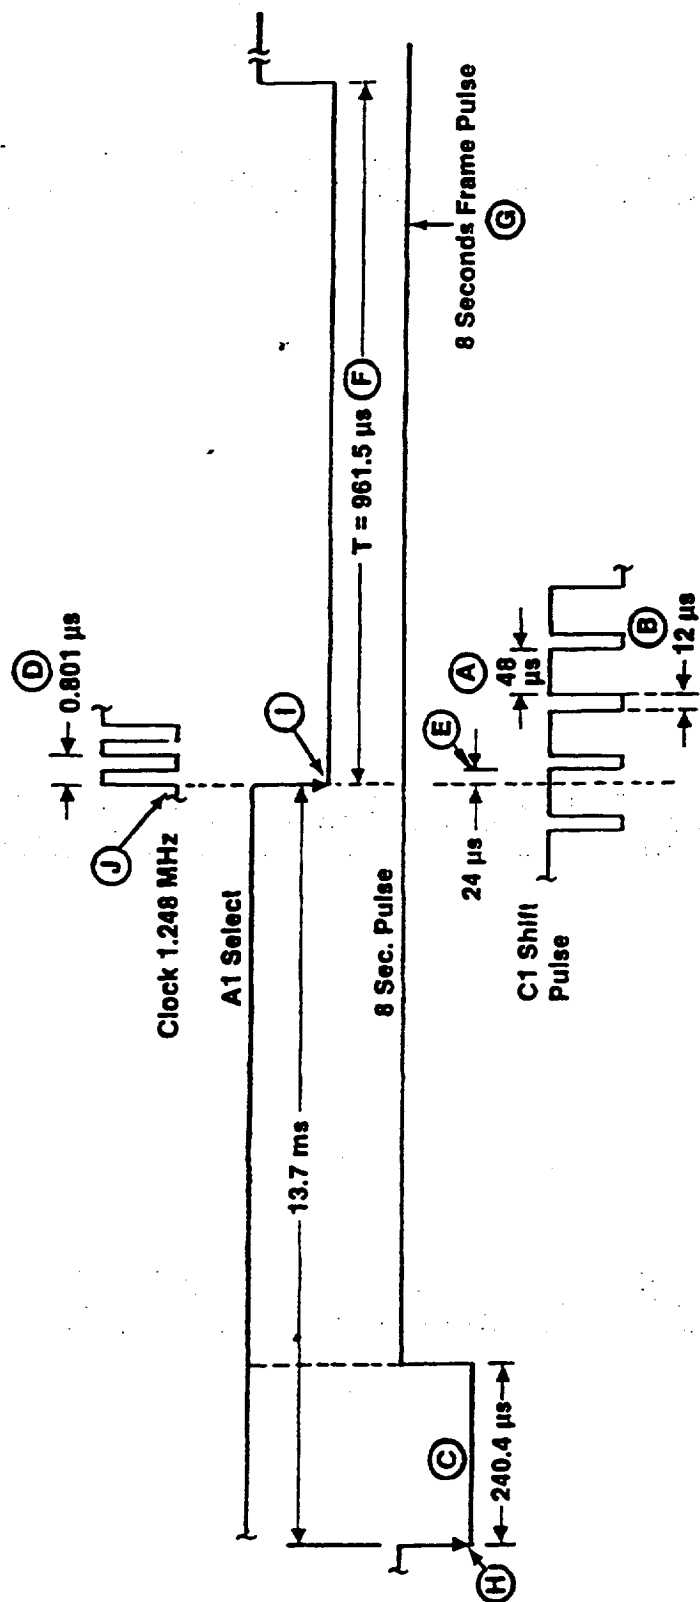 D
0.801 µs
J
Clock 1.248 MHz
A1 Select
I
13.7 ms
T = 961.5 µs F
8 Sec. Pulse
8 Seconds Frame Pulse
G
C
240.4 µs
H
E
24 µs
A
48
µs
C1 Shift
Pulse
B
12 µs